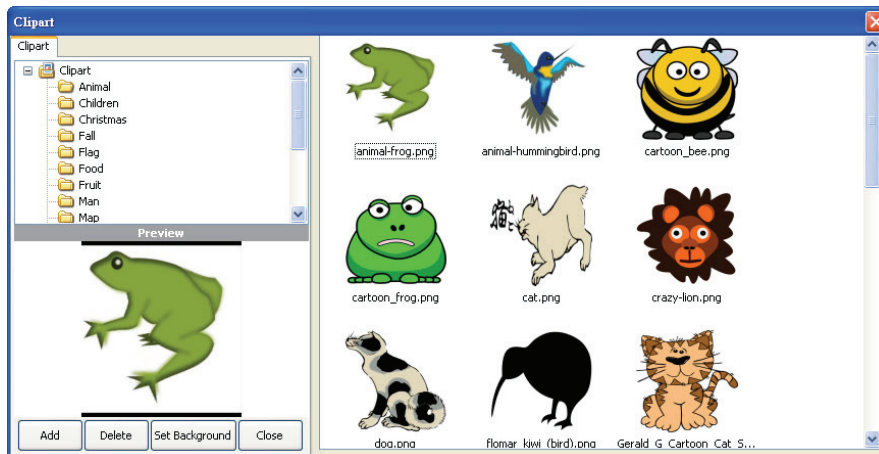 Clipart
Clipart
Clipart
Animal
Children
Christmas
Fall
Flag
Food
Fruit
Man
Map
Preview
Add
Delete
Set Background
Close
animal-frog.png
animal-hummingbird.png
cartoon_bee.png
猫
cartoon_frog.png
cat.png
crazy-lion.png
dog.png
flomar_kiwi_(bird).png
Gerald_G_Cartoon_Cat_S...